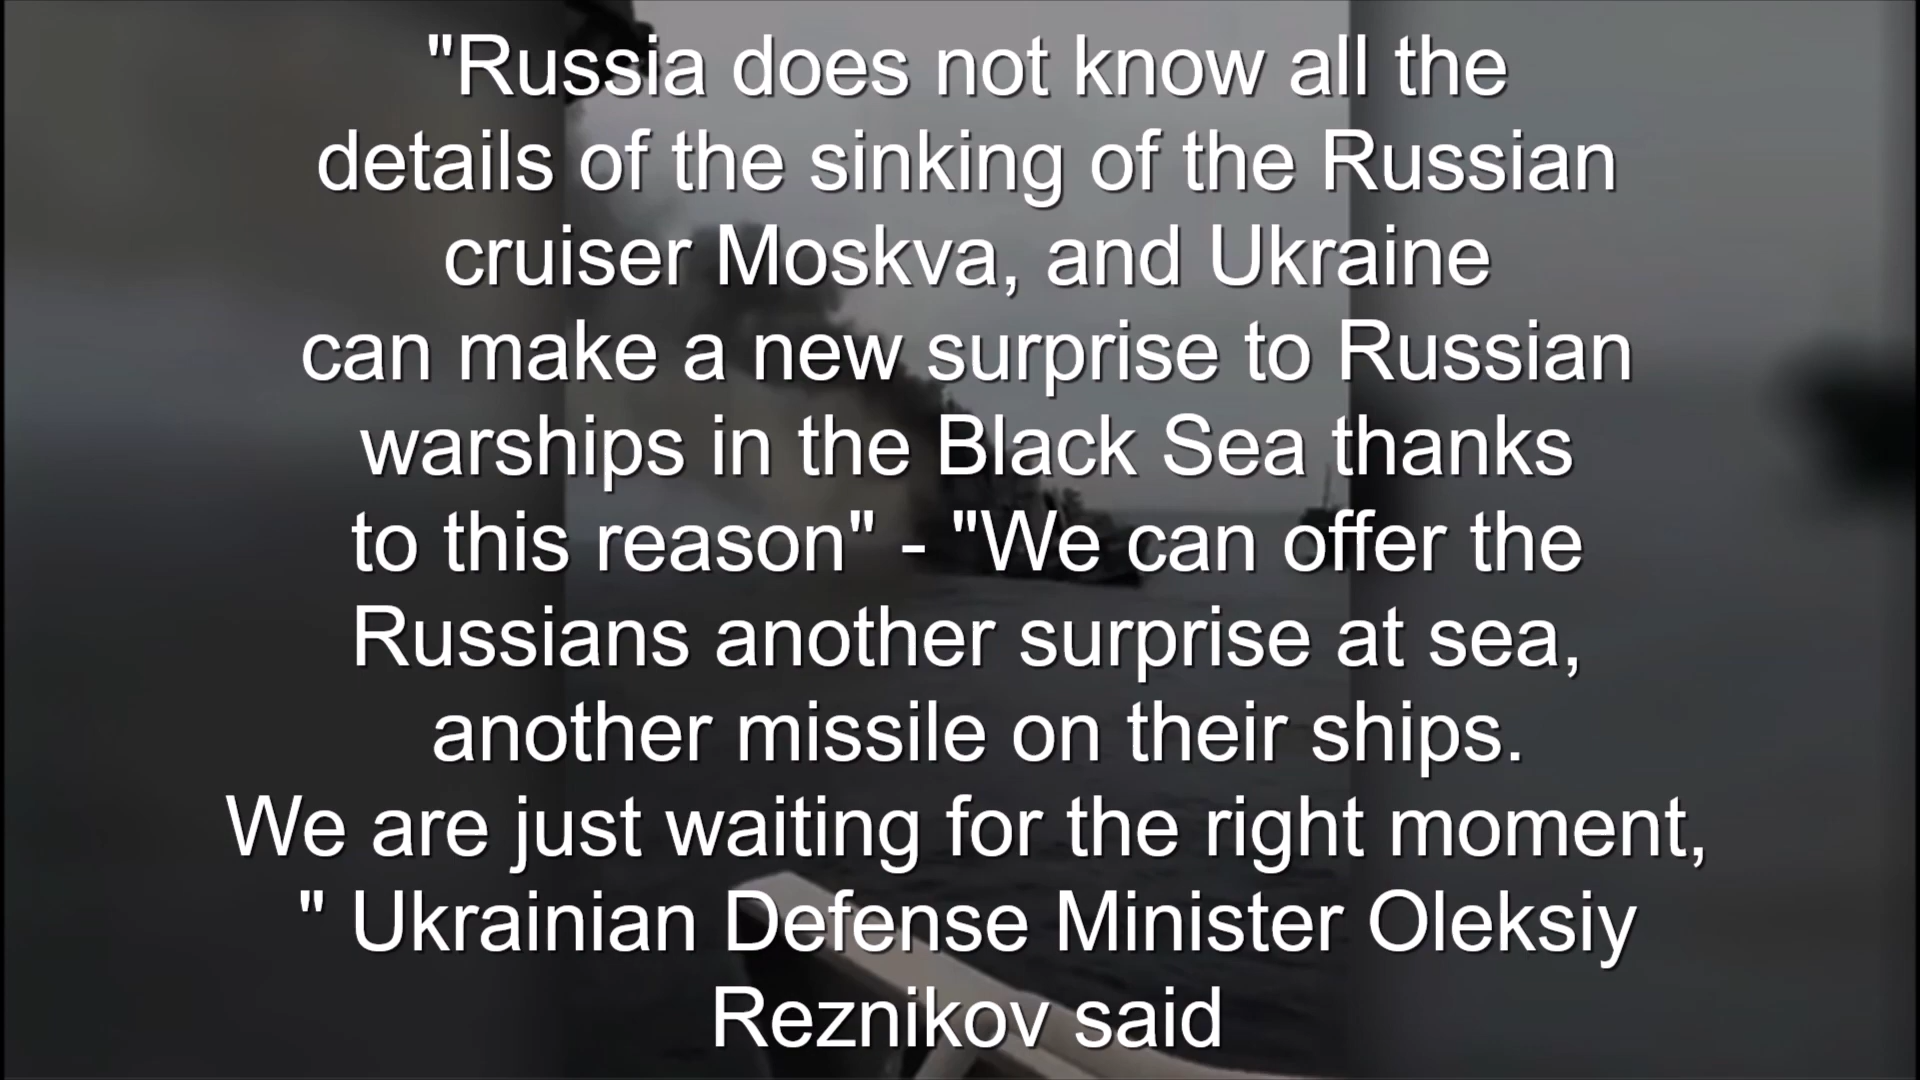 "Russia does not know all the
details of the sinking of the Russian
cruiser Moskva, and Ukraine
can make a new surprise to Russian
warships in the Black Sea thanks
to this reason" - "We can offer the
Russians another surprise at sea,
another missile on their ships.
We are just waiting for the right moment,
" Ukrainian Defense Minister Oleksiy
Reznikov said